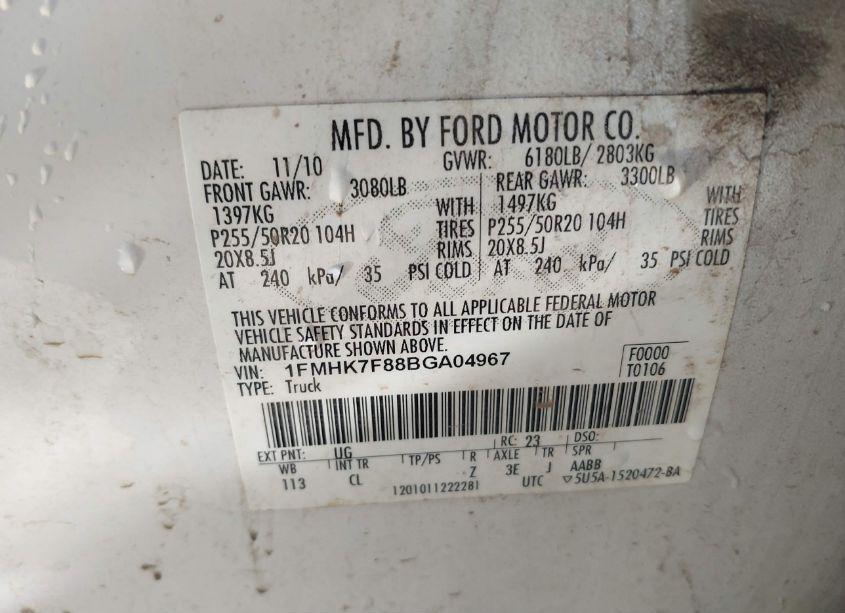 MFD. BY FORD MOTOR CO.
DATE: 11/10 GVWR: 6180LB/ 2803KG
FRONT GAWR: 3080LB REAR GAWR: 3300LB
1397KG WITH 1497KG WITH
P255/50R20 104H TIRES P255/50R20 104H TIRES
20X8.5J RIMS 20X8.5J RIMS
AT 240 kPa/ 35 PSI COLD AT 240 kPa/ 35 PSI COLD
THIS VEHICLE CONFORMS TO ALL APPLICABLE FEDERAL MOTOR
VEHICLE SAFETY STANDARDS IN EFFECT ON THE DATE OF
MANUFACTURE SHOWN ABOVE.
VIN: 1FMHK7F88BGA04967 F0000
TYPE: Truck T0106
EXT PNT: UG RC: 23 DSO:
WB INT TR TP/PS R AXLE TR SPR
113 CL Z 3E J AABB
1201011222281 UTC ▽5U5A-1520472-BA